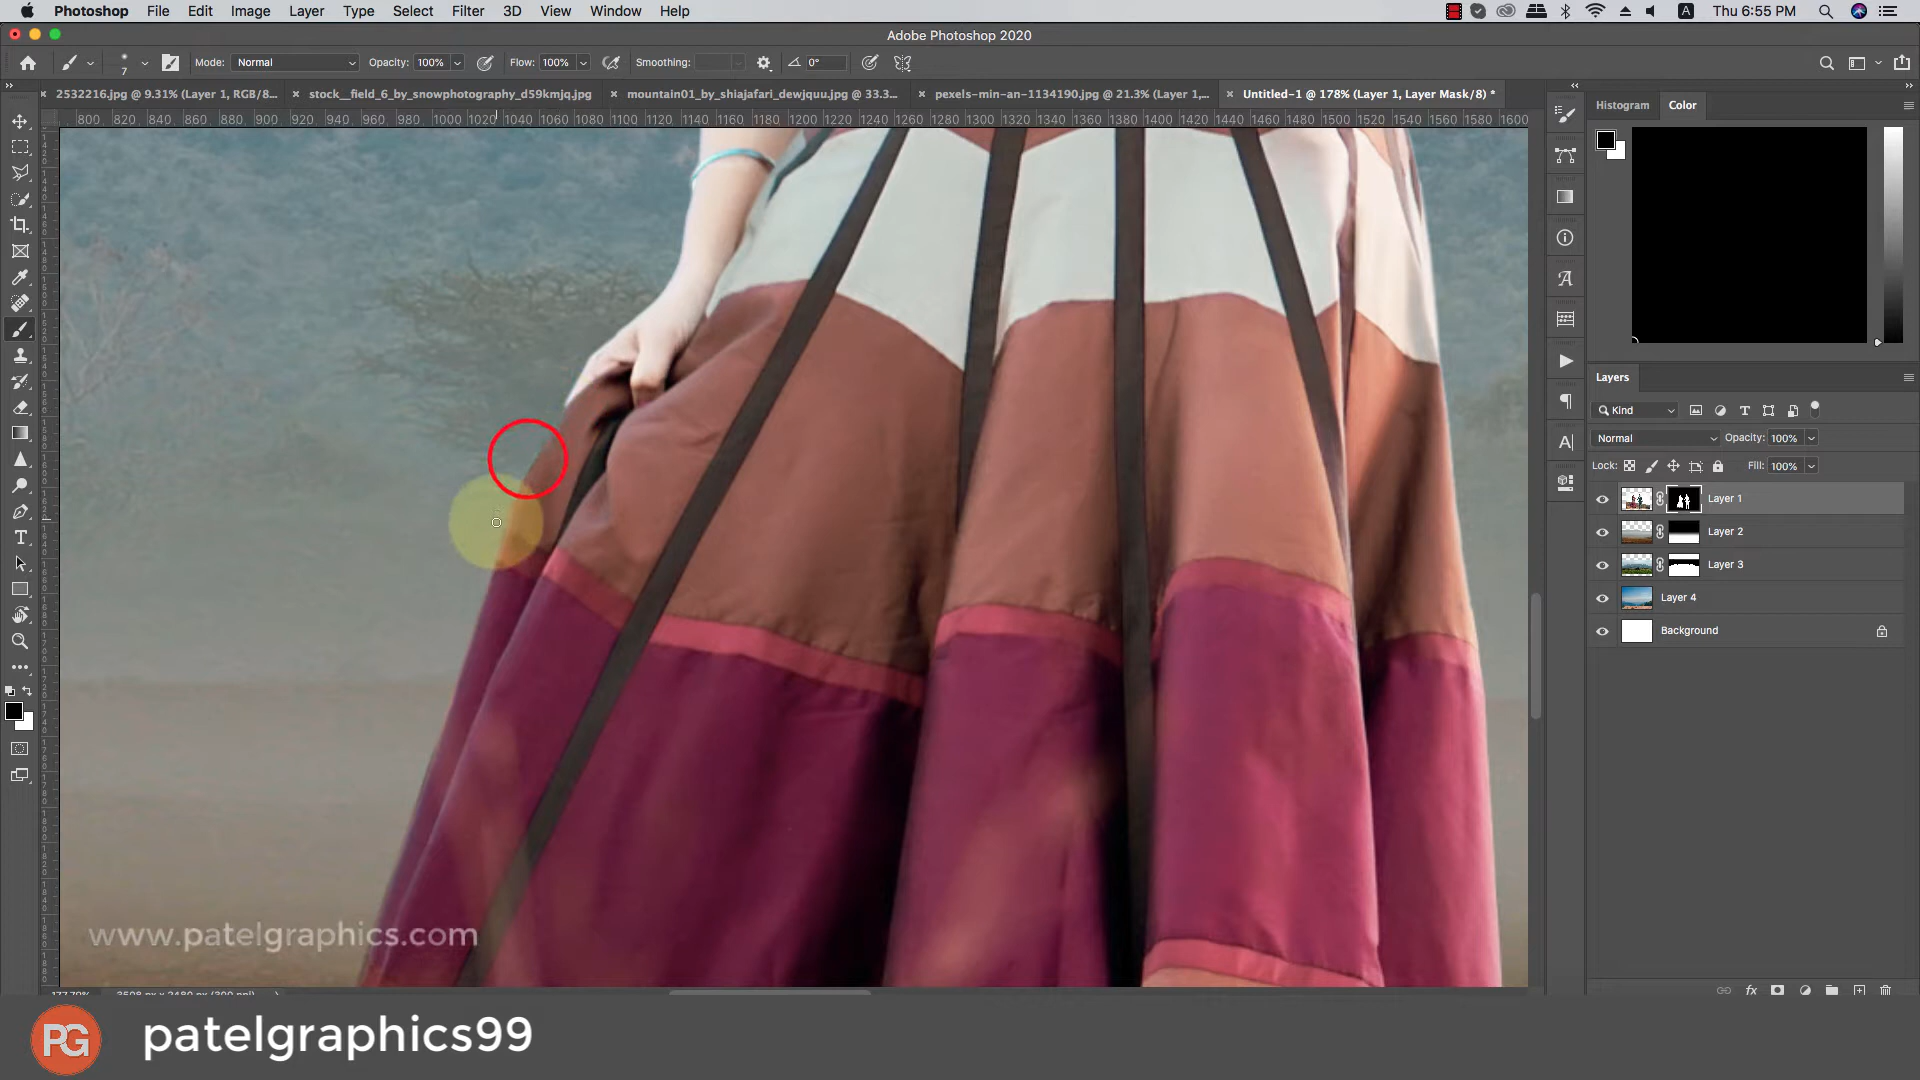 Photoshop File Edit Image Layer Type Select Filter 3D View Window Help
A Thu 6:55 PM
Adobe Photoshop 2020
7 Mode: Normal Opacity: 100% Flow: 100% Smoothing: 0°
2532216.jpg @ 9.31% (Layer 1, RGB/8... stock__field_6_by_snowphotography_d59kmjq.jpg mountain01_by_shiajafari_dewjquu.jpg @ 33.3... pexels-min-an-1134190.jpg @ 21.3% (Layer 1,... Untitled-1 @ 178% (Layer 1, Layer Mask/8) *
Histogram Color
800 820 840 860 880 900 920 940 960 980 1000 1020 1040 1060 1080 1100 1120 1140 1160 1180 1200 1220 1240 1260 1280 1300 1320 1340 1360 1380 1400 1420 1440 1460 1480 1500 1520 1540 1560 1580 1600
Layers
Kind
Normal Opacity: 100%
Lock: Fill: 100%
Layer 1
Layer 2
Layer 3
Layer 4
Background
www.patelgraphics.com
fx
PG patelgraphics99